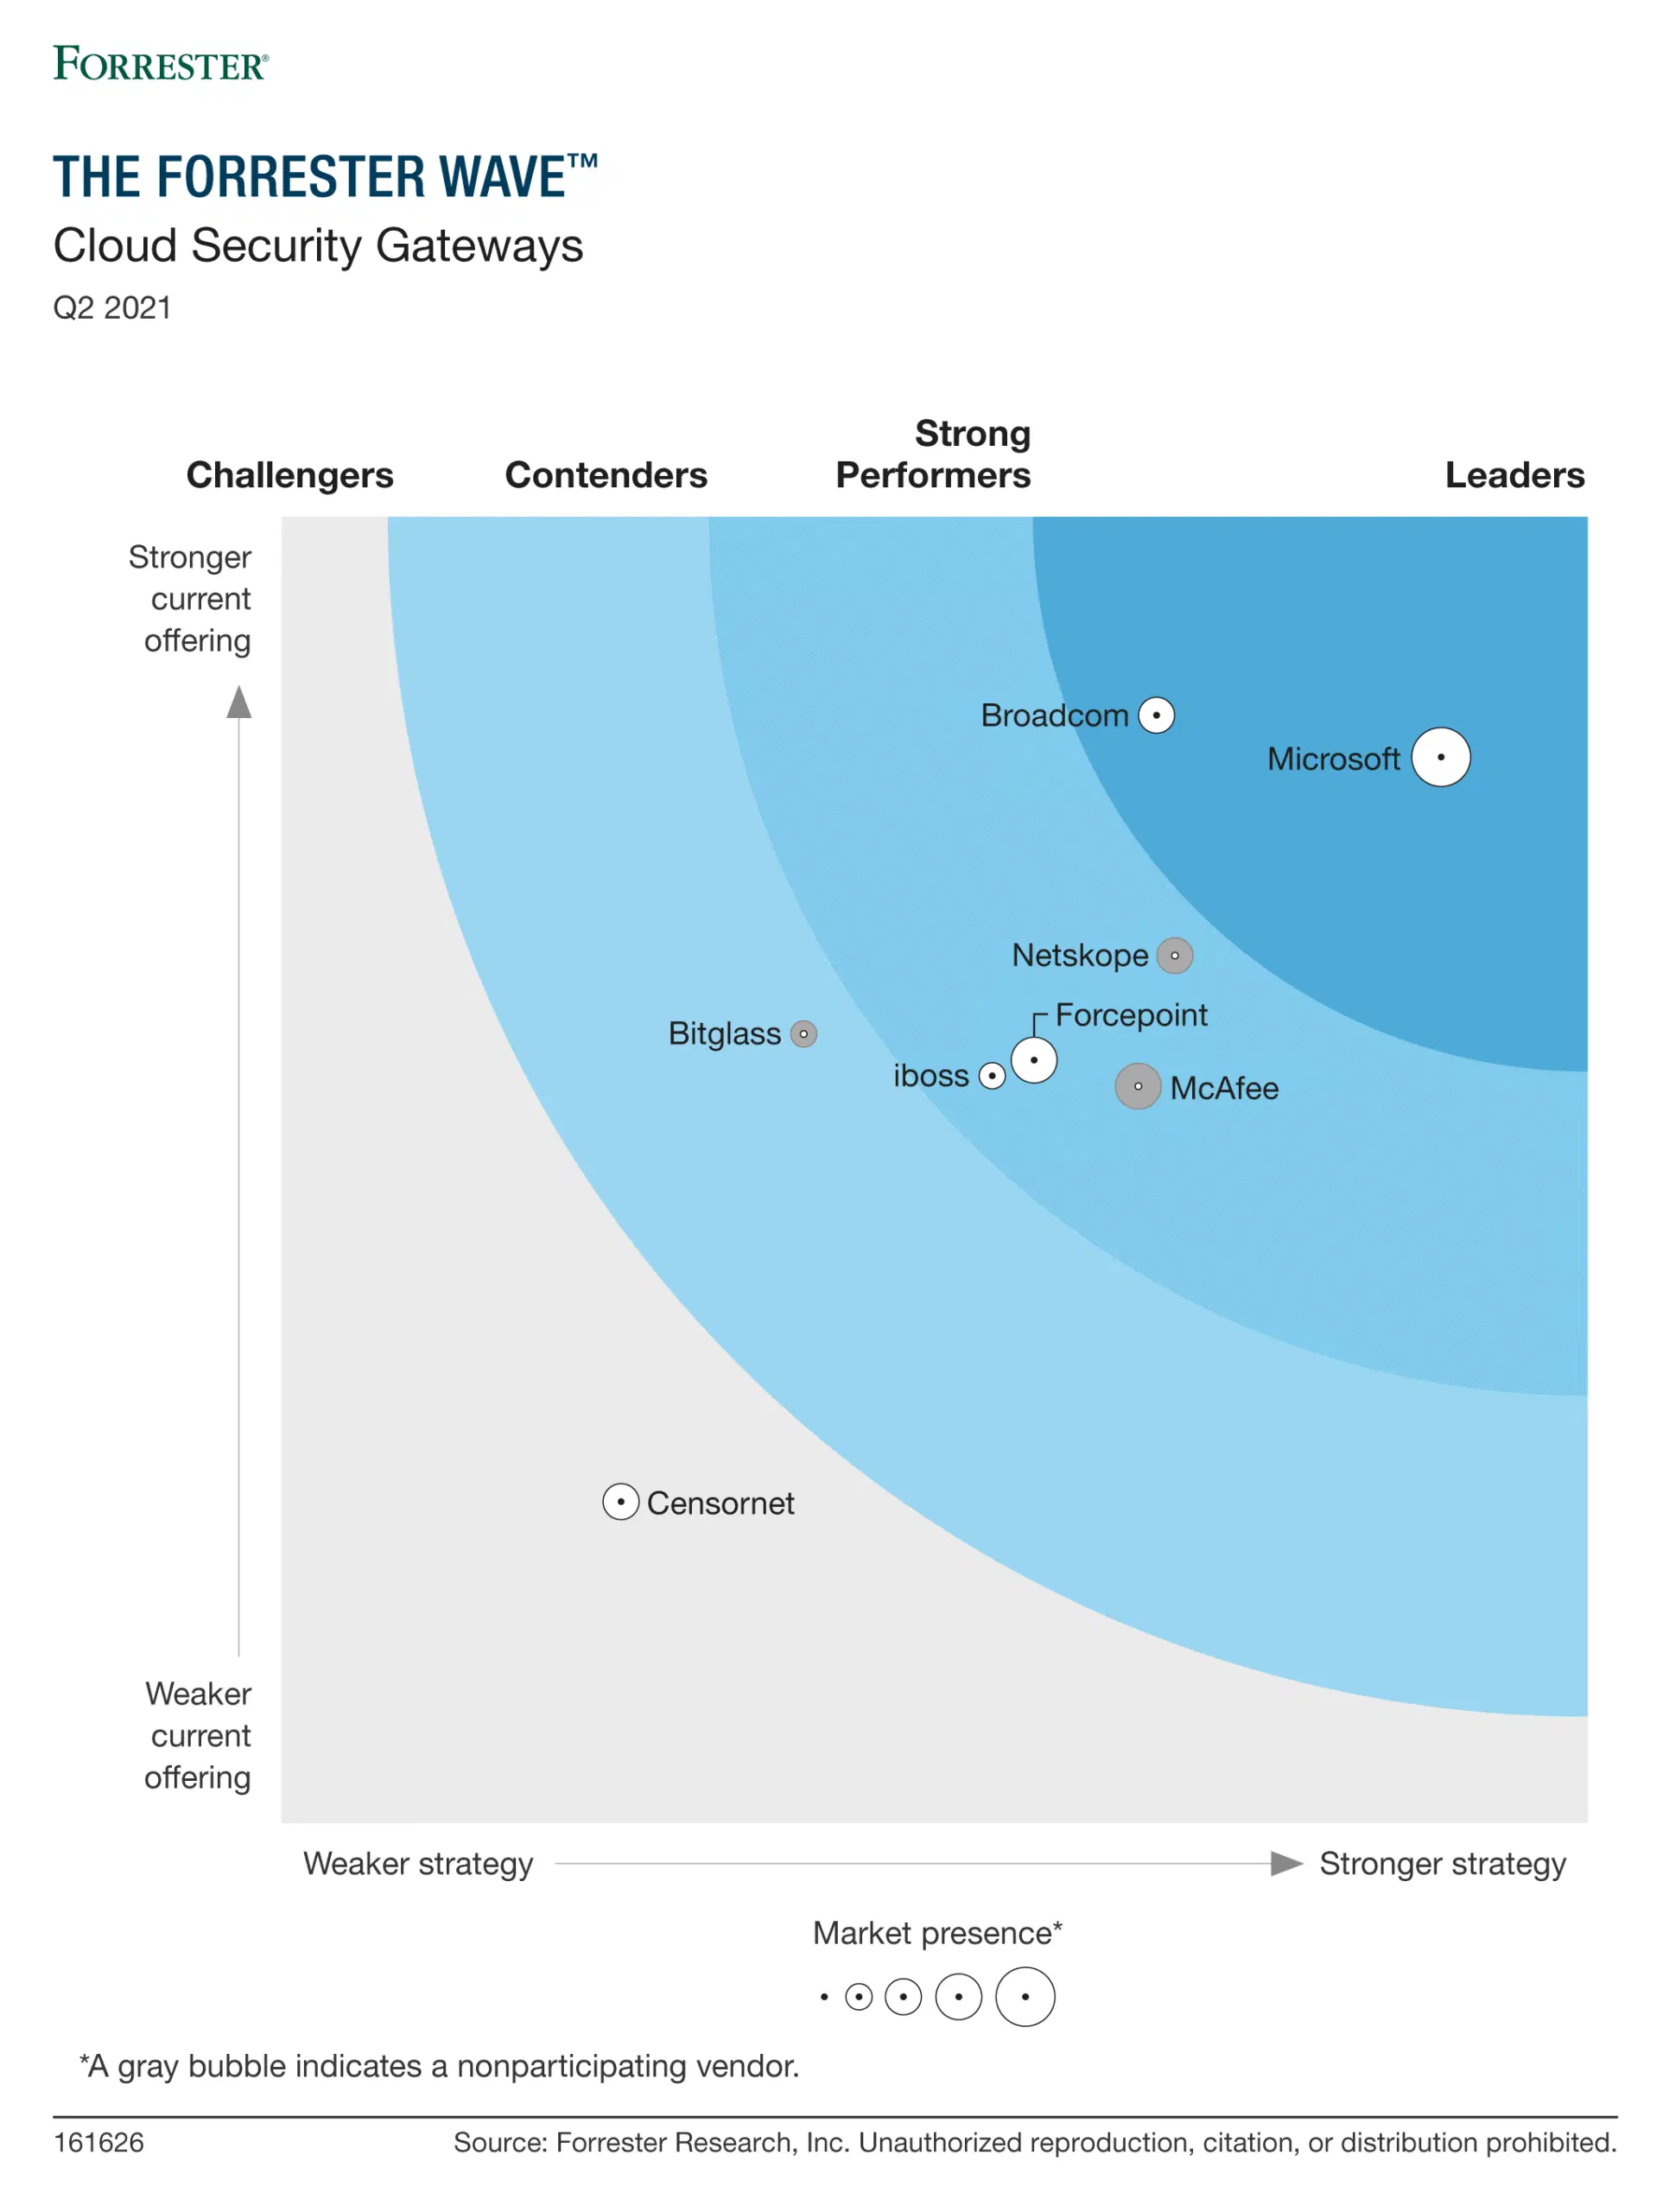 FORRESTER®
THE FORRESTER WAVE™
Cloud Security Gateways
Q2 2021
Strong
Challengers Contenders Performers Leaders
Stronger
current
offering
Broadcom
Microsoft
Netskope
Forcepoint
Bitglass
iboss
McAfee
Censornet
Weaker
current
offering
Weaker strategy Stronger strategy
Market presence*
*A gray bubble indicates a nonparticipating vendor.
161626 Source: Forrester Research, Inc. Unauthorized reproduction, citation, or distribution prohibited.